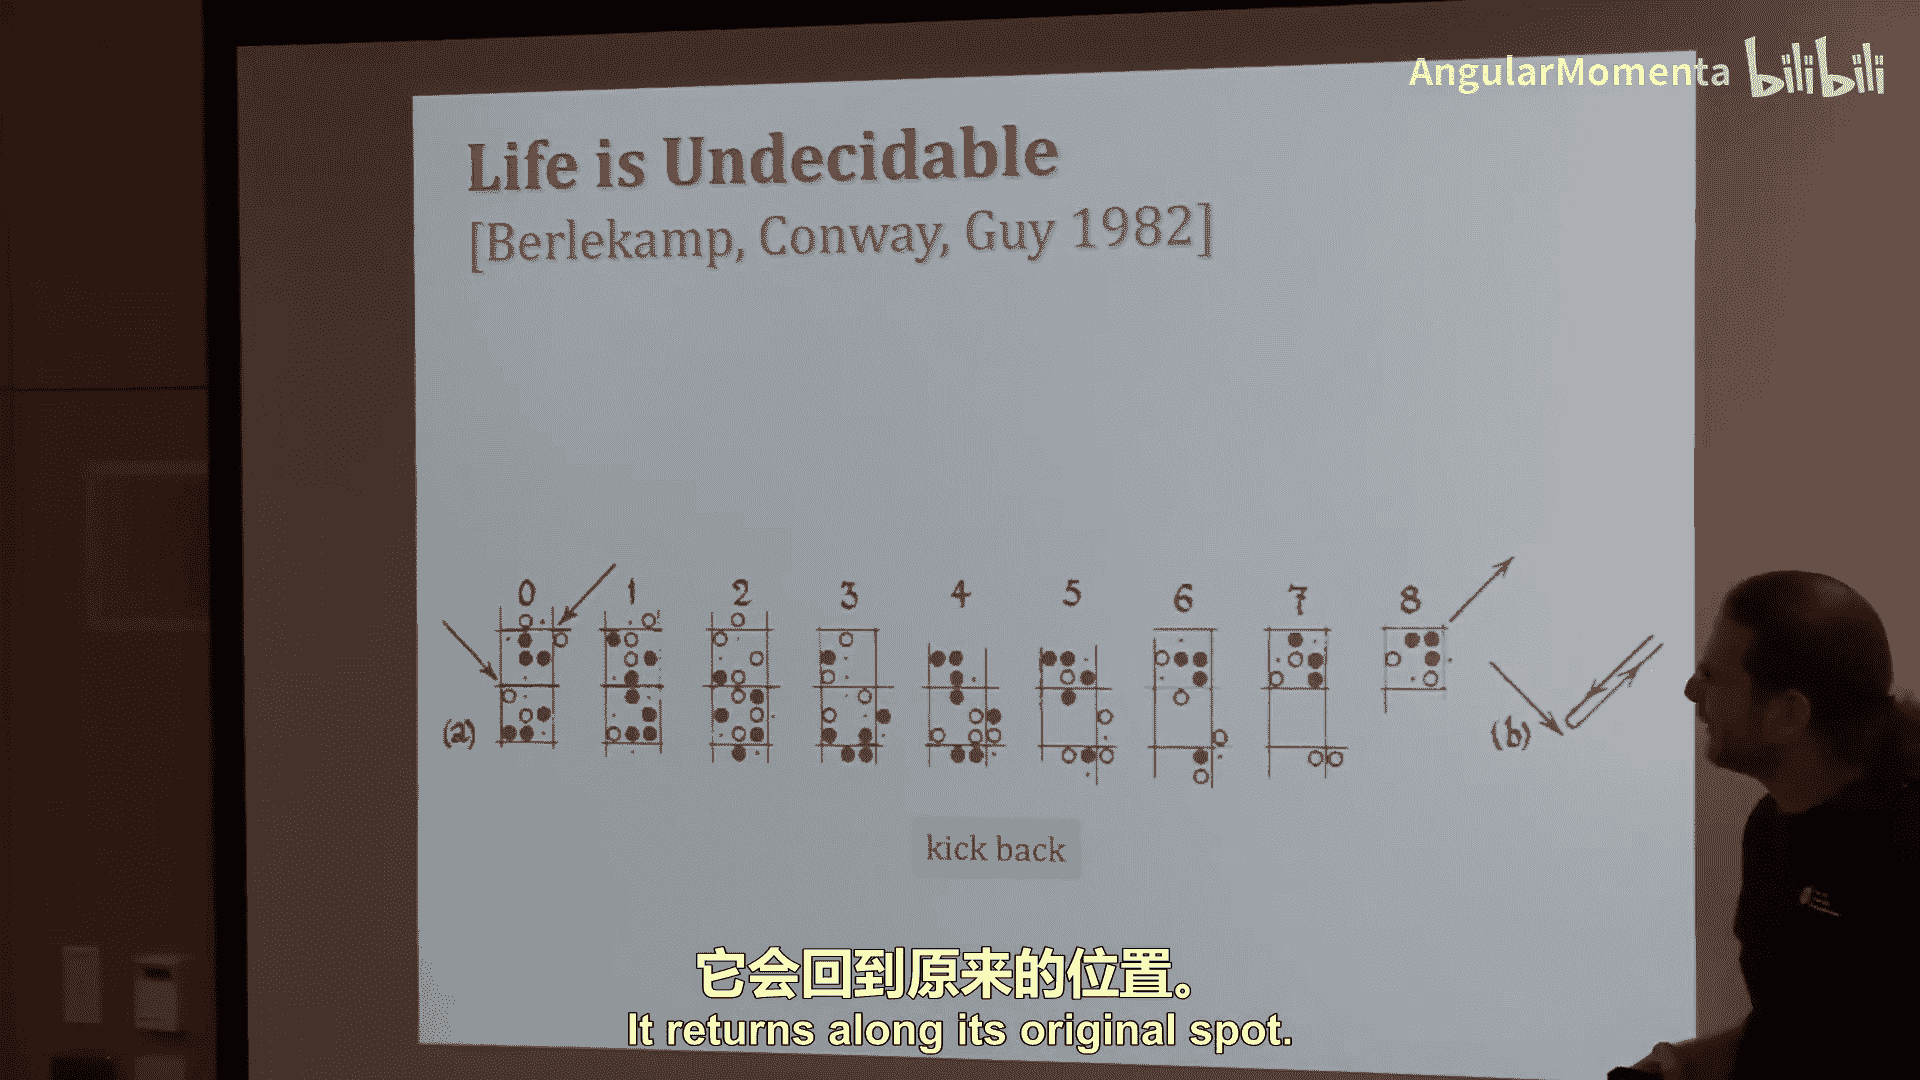 AngularMomenta bilibili
Life is Undecidable
[Berlekamp, Conway, Guy 1982]
0 1 2 3 4 5 6 7 8
(a)
(b)
kick back
它会回到原来的位置。
It returns along its original spot.